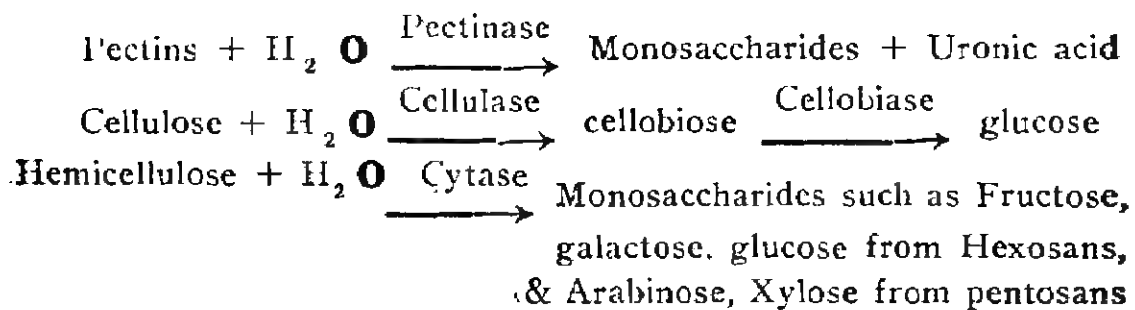 Pectins + H₂O Pectinase → Monosaccharides + Uronic acid
Cellulose + H₂O Cellulase → cellobiose Cellobiase → glucose
Hemicellulose + H₂O Cytase → Monosaccharides such as Fructose,
galactose. glucose from Hexosans,
& Arabinose, Xylose from pentosans